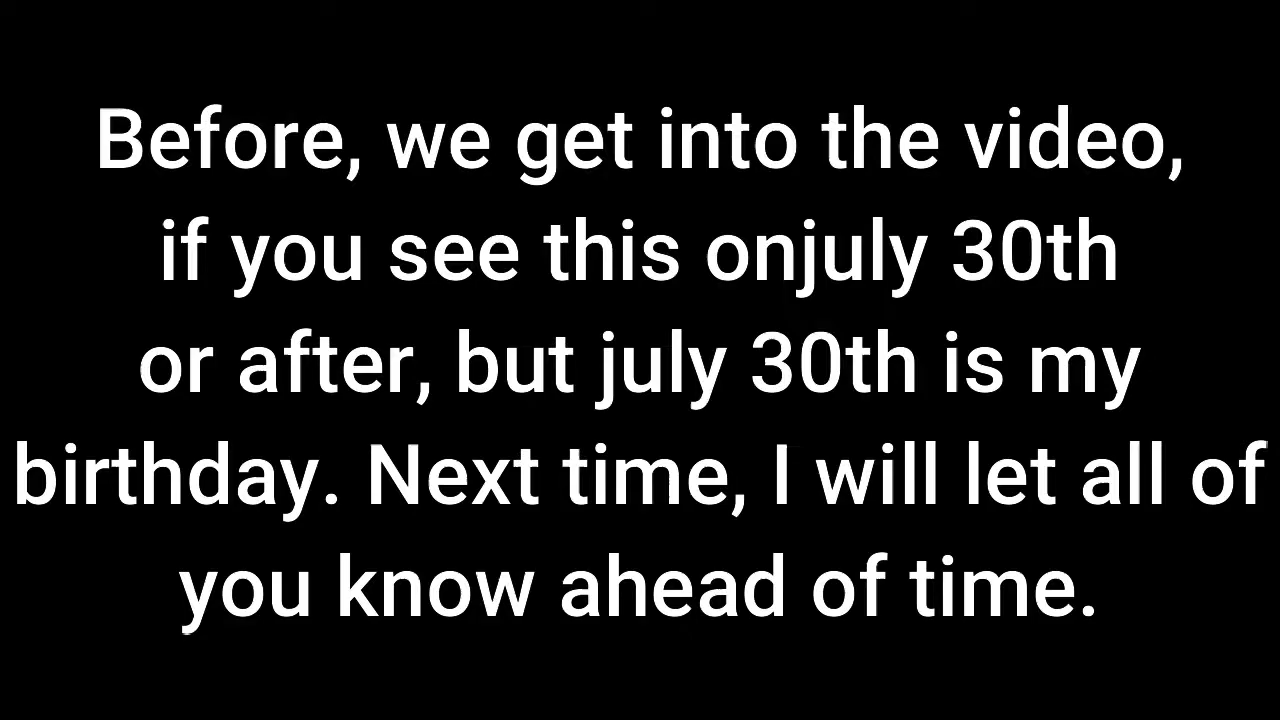 Before, we get into the video,
if you see this onjuly 30th
or after, but july 30th is my
birthday. Next time, I will let all of
you know ahead of time.